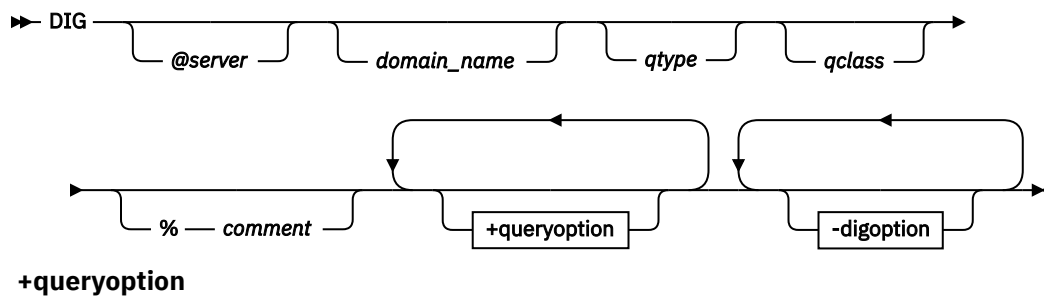 DIG @server domain_name qtype qclass
% comment +queryoption -digoption
+queryoption